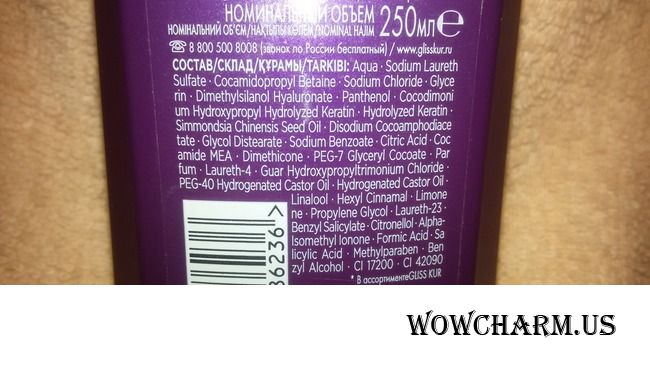 НОМИНАЛЬНЫЙ ОБЪЕМ
НОМІНАЛЬНИЙ ОБ'ЄМ/НАҚТЫЛЫ КӨЛЕМ/NOMINAL HAJIM 250МЛ℮
☎ 8 800 500 8008 (звонок по России бесплатный) / www.glisskur.ru
СОСТАВ/СКЛАД/ҚҰРАМЫ/TARKIBI: Aqua · Sodium Laureth
Sulfate · Cocamidopropyl Betaine · Sodium Chloride · Glyce
rin · Dimethylsilanol Hyaluronate · Panthenol · Cocodimoni
um Hydroxypropyl Hydrolyzed Keratin · Hydrolyzed Keratin ·
Simmondsia Chinensis Seed Oil · Disodium Cocoamphodiace
tate · Glycol Distearate · Sodium Benzoate · Citric Acid · Coc
amide MEA · Dimethicone · PEG-7 Glyceryl Cocoate · Par
fum · Laureth-4 · Guar Hydroxypropyltrimonium Chloride ·
PEG-40 Hydrogenated Castor Oil · Hydrogenated Castor Oil ·
Linalool · Hexyl Cinnamal · Limone
ne · Propylene Glycol · Laureth-23 ·
Benzyl Salicylate · Citronellol · Alpha-
Isomethyl Ionone · Formic Acid · Sa
licylic Acid · Methylparaben · Ben
zyl Alcohol · CI 17200 · CI 42090
* В ассортиментеGLISS KUR
86236>
WOWCHARM.US